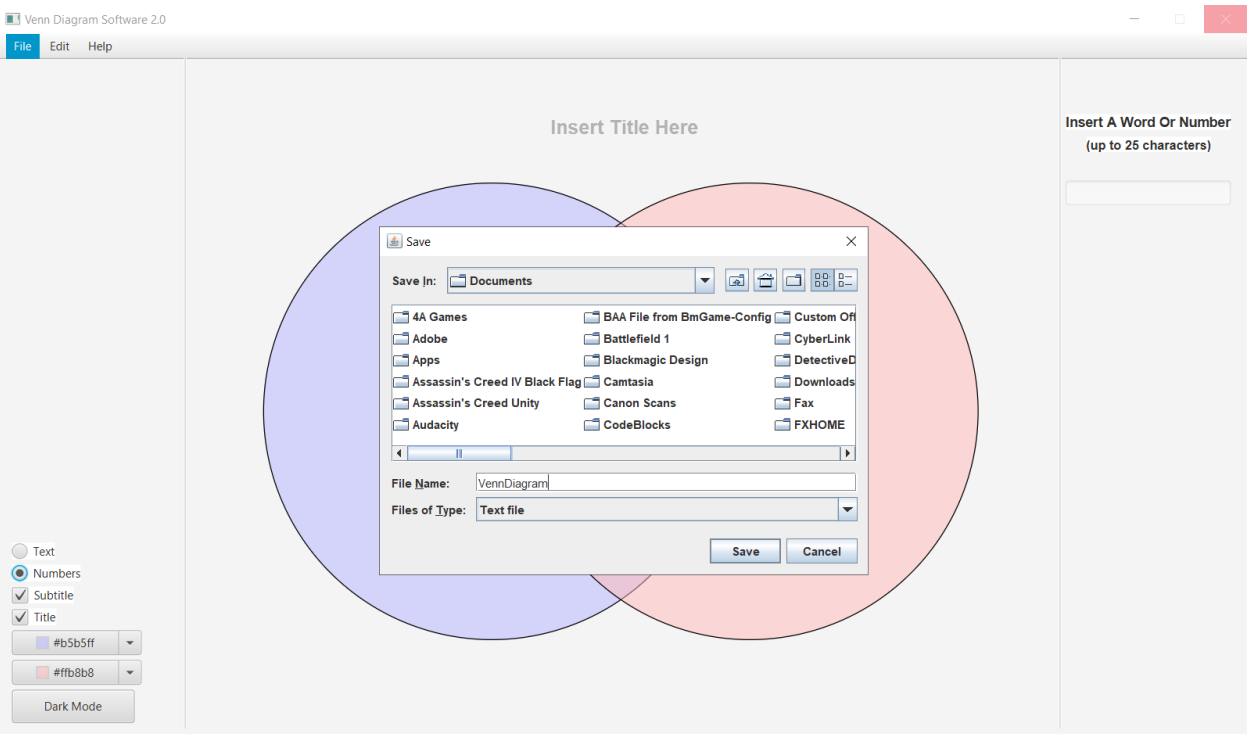 Venn Diagram Software 2.0
File Edit Help
Insert Title Here
Insert A Word Or Number
(up to 25 characters)
Save
Save In: Documents
4A Games
Adobe
Apps
Assassin's Creed IV Black Flag
Assassin's Creed Unity
Audacity
BAA File from BmGame-Config
Battlefield 1
Blackmagic Design
Camtasia
Canon Scans
CodeBlocks
Custom Off
CyberLink
DetectiveD
Downloads
Fax
FXHOME
File Name: VennDiagram
Files of Type: Text file
Save Cancel
Text
Numbers
Subtitle
Title
#b5b5ff
#ffb8b8
Dark Mode